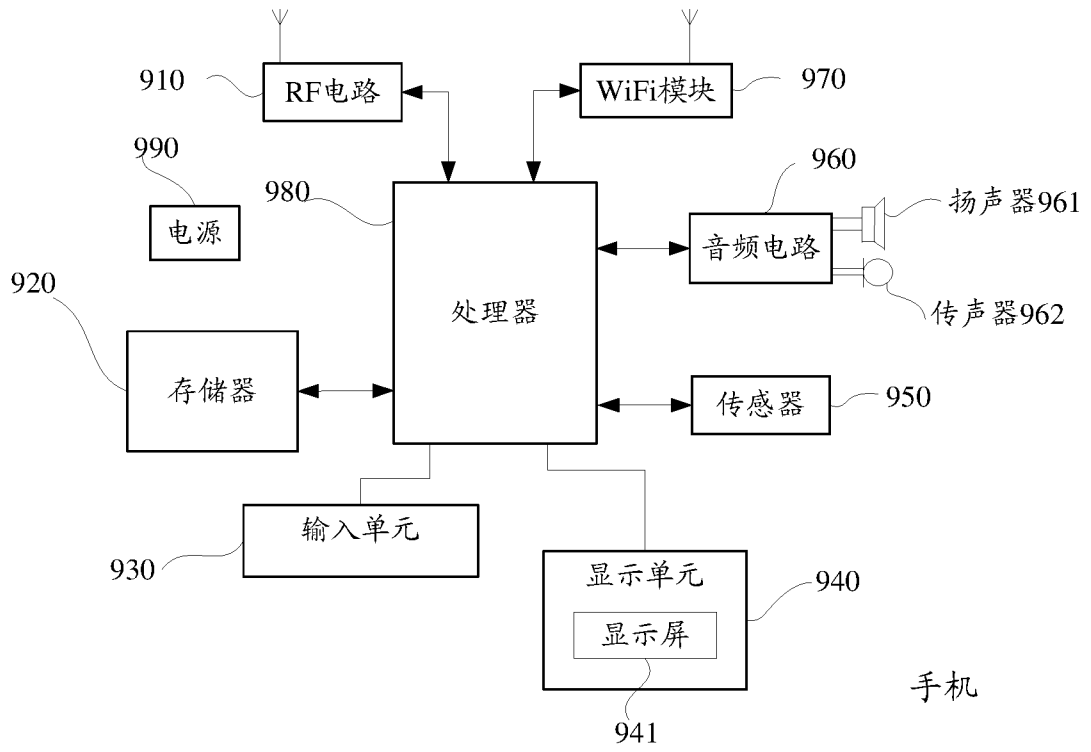 910
RF电路
WiFi模块
970
990
980
960
电源
扬声器961
音频电路
920
处理器
传声器962
存储器
传感器
950
输入单元
930
显示单元
940
显示屏
941
手机